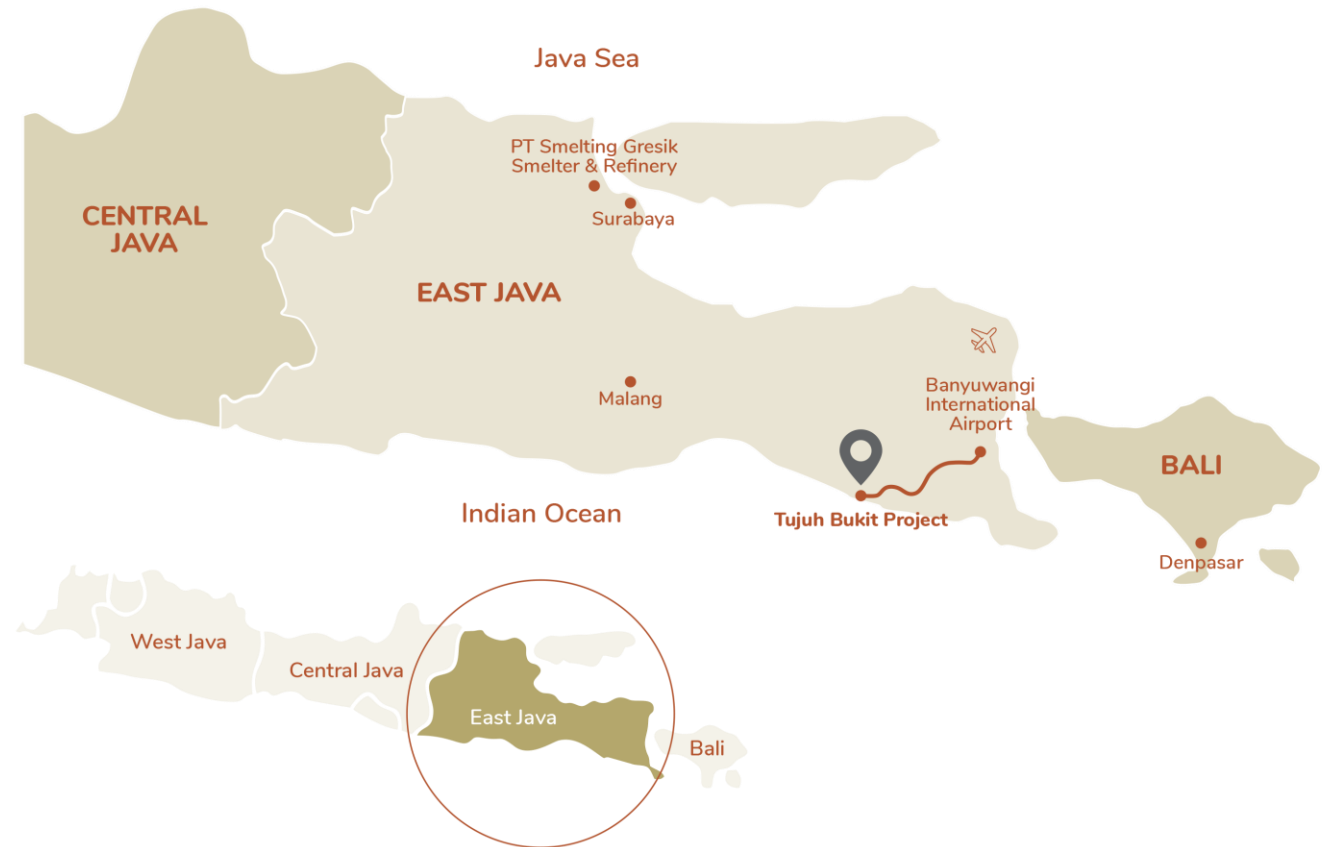 Java Sea
PT Smelting Gresik
Smelter & Refinery
Surabaya
CENTRAL
JAVA
EAST JAVA
Malang
Banyuwangi
International
Airport
BALI
Indian Ocean
Tujuh Bukit Project
Denpasar
West Java
Central Java
East Java
Bali